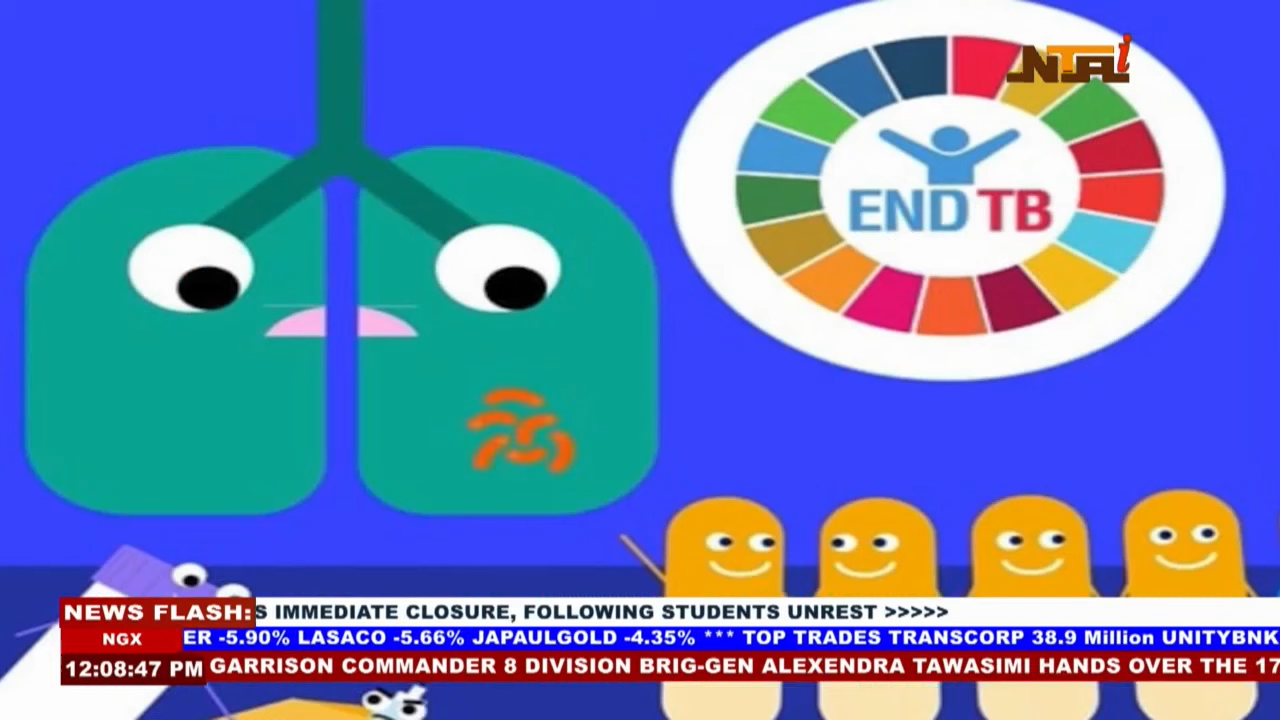 NTAi
END TB
NEWS FLASH: S IMMEDIATE CLOSURE, FOLLOWING STUDENTS UNREST >>>>>
NGX ER -5.90% LASACO -5.66% JAPAULGOLD -4.35% *** TOP TRADES TRANSCORP 38.9 Million UNITYBNK
12:08:47 PM GARRISON COMMANDER 8 DIVISION BRIG-GEN ALEXENDRA TAWASIMI HANDS OVER THE 17